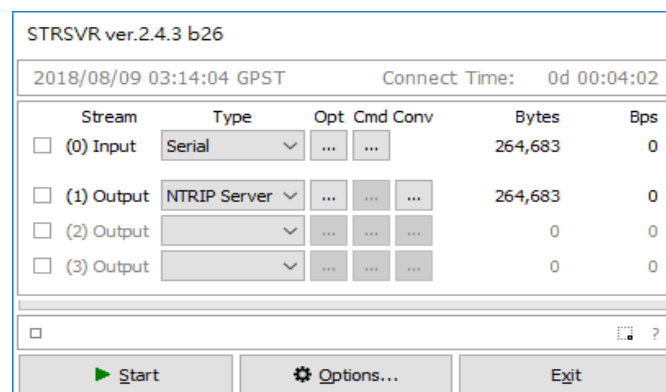 STRSVR ver.2.4.3 b26
2018/08/09 03:14:04 GPST Connect Time: 0d 00:04:02
Stream Type Opt Cmd Conv Bytes Bps
(0) Input Serial ... ... 264,683 0
(1) Output NTRIP Server ... ... ... 264,683 0
(2) Output ... ... ... 0 0
(3) Output ... ... ... 0 0
?
Start Options... Exit